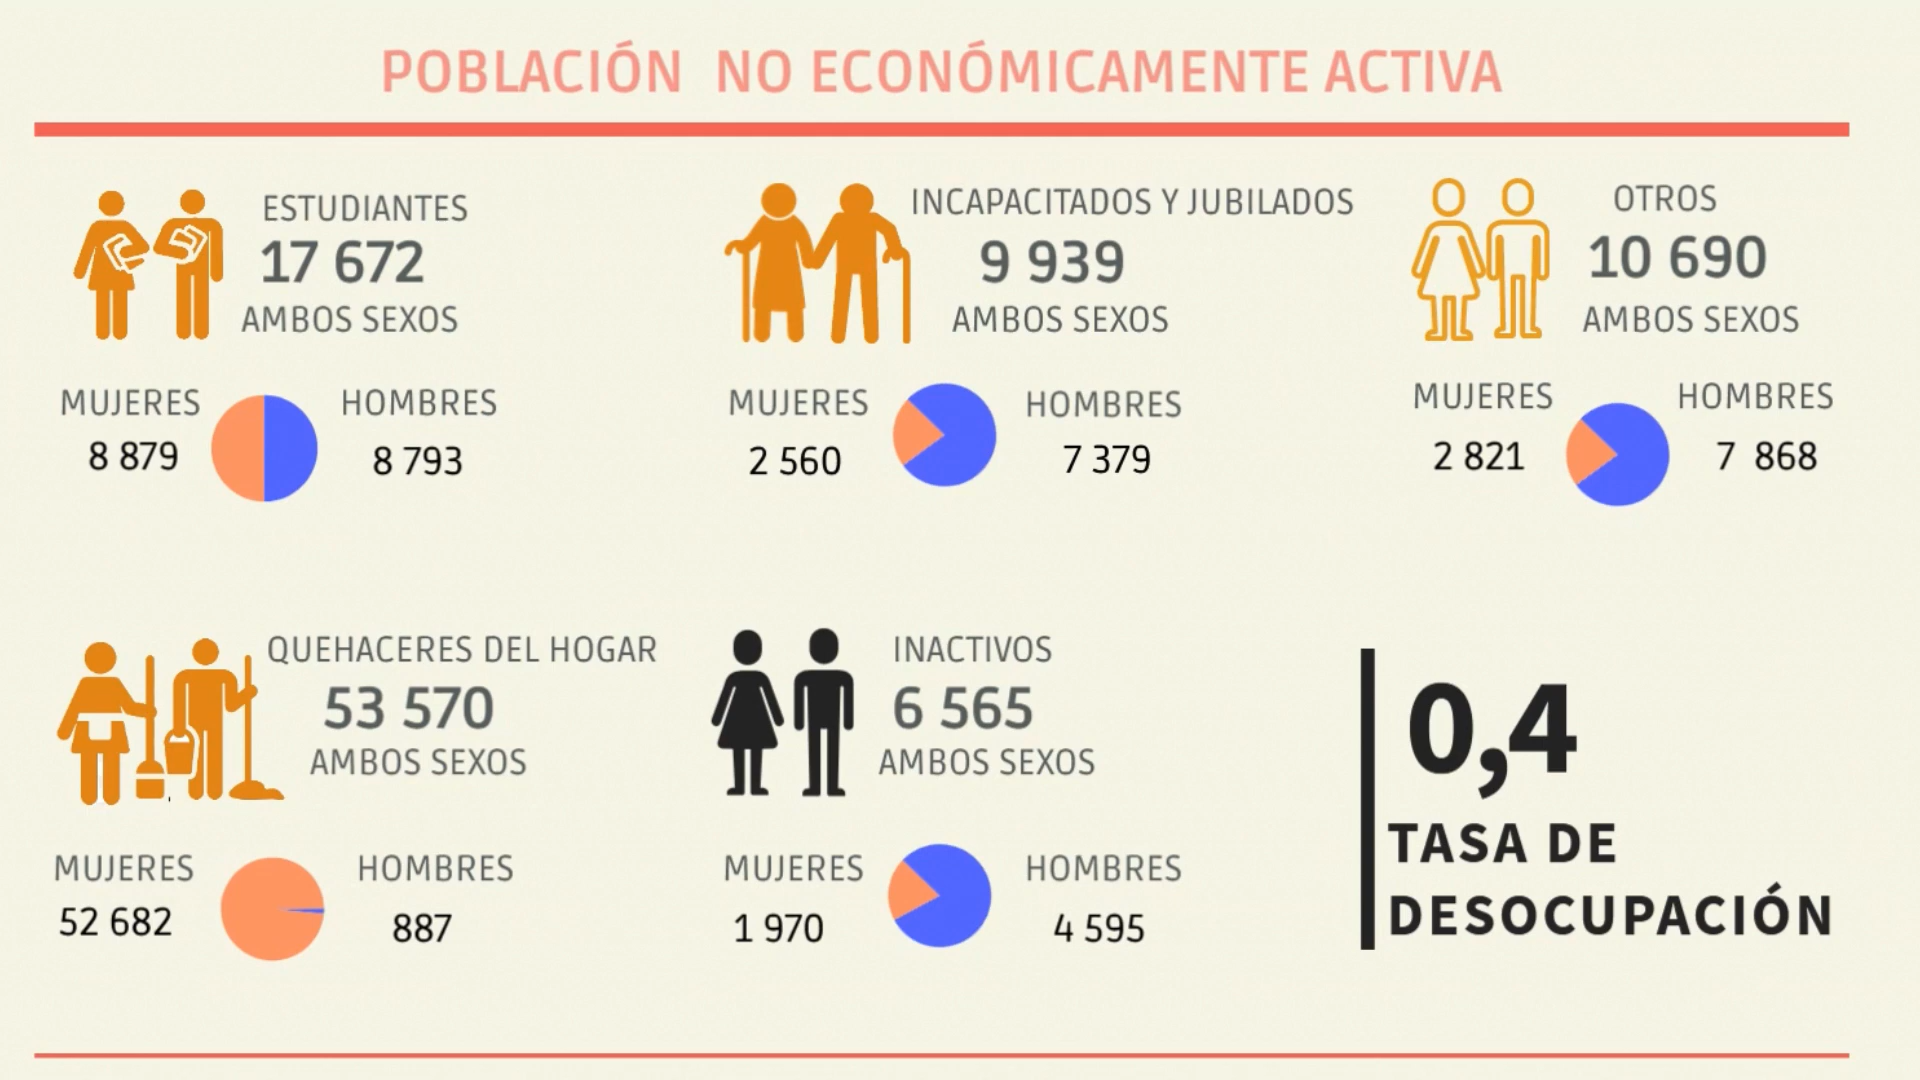 POBLACIÓN  NO ECONÓMICAMENTE ACTIVA
ESTUDIANTES
17 672
AMBOS SEXOS
MUJERES
8 879
HOMBRES
8 793
INCAPACITADOS Y JUBILADOS
9 939
AMBOS SEXOS
MUJERES
2 560
HOMBRES
7 379
OTROS
10 690
AMBOS SEXOS
MUJERES
2 821
HOMBRES
7  868
QUEHACERES DEL HOGAR
53 570
AMBOS SEXOS
MUJERES
52 682
HOMBRES
887
INACTIVOS
6 565
AMBOS SEXOS
MUJERES
1 970
HOMBRES
4 595
0,4
TASA DE
DESOCUPACIÓN